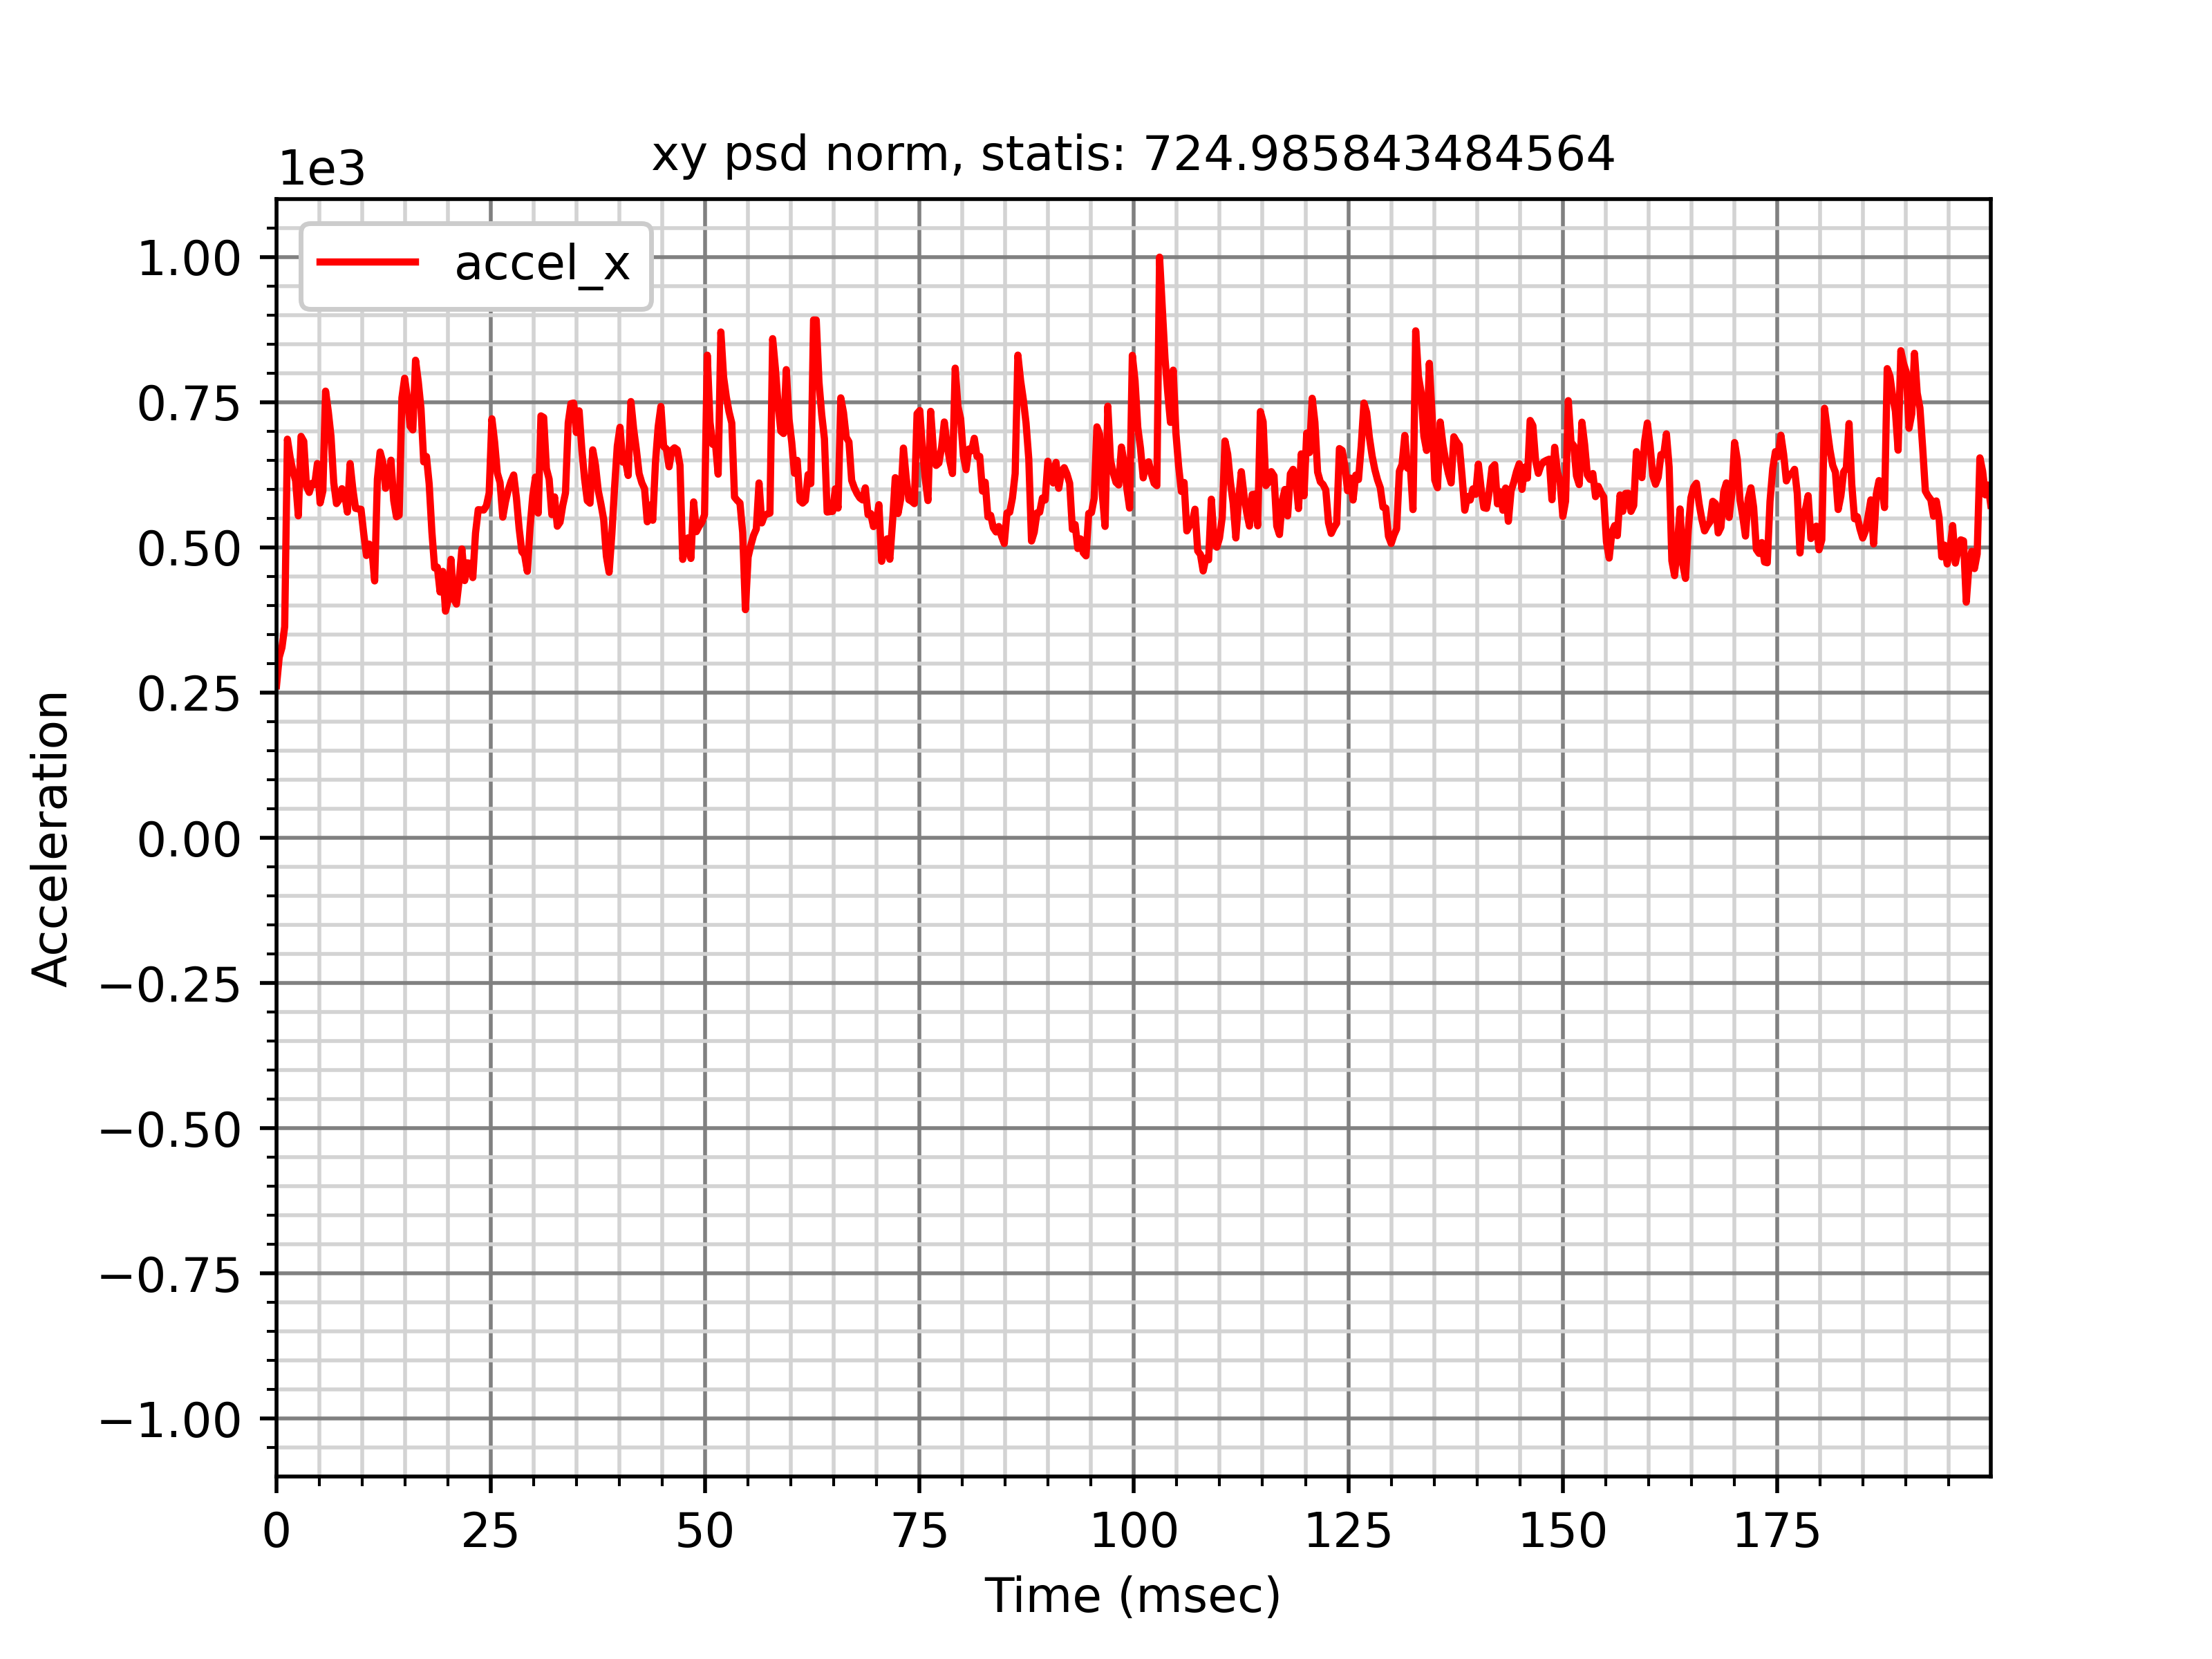 xy psd norm, statis: 724.985843484564
1e3
accel_x
1.00
0.75
0.50
0.25
0.00
−0.25
−0.50
−0.75
−1.00
Acceleration
0 25 50 75 100 125 150 175
Time (msec)